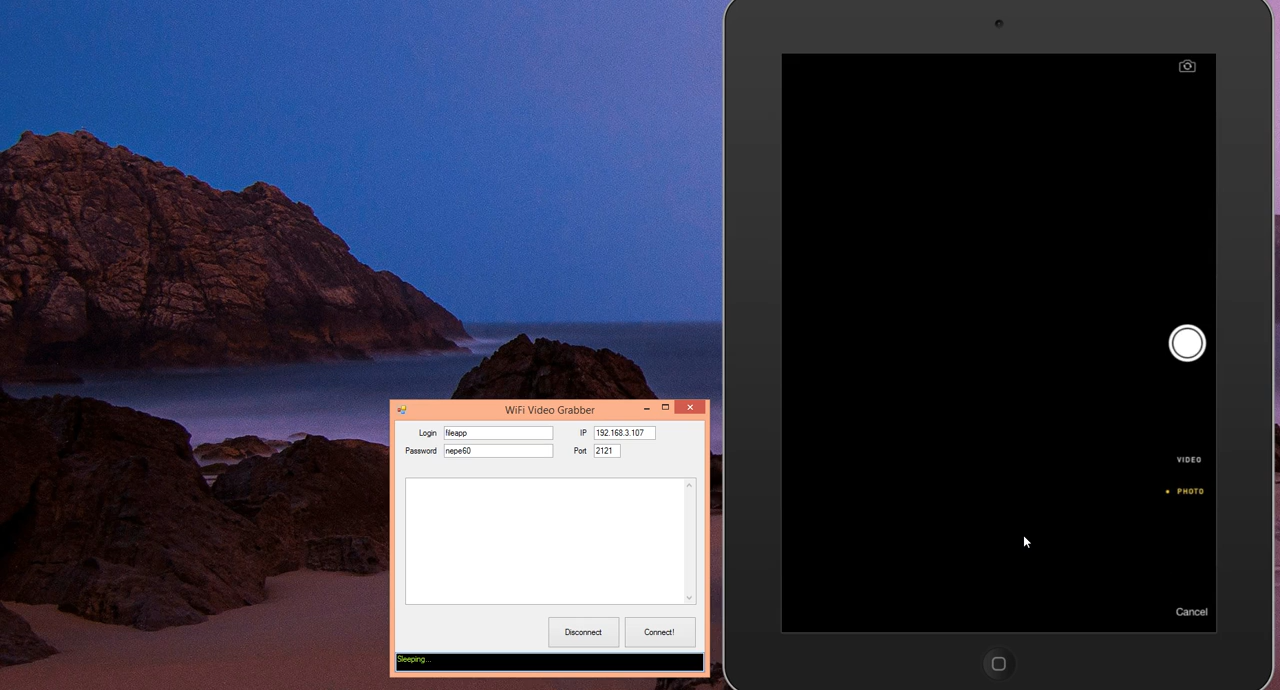 WiFi Video Grabber
Login fileapp IP 192.168.3.107
Password nepe60 Port 2121
Disconnect Connect!
Sleeping...
VIDEO
PHOTO
Cancel